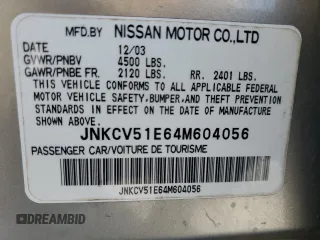 MFD.BY NISSAN MOTOR CO.,LTD
DATE 12/03
GVWR/PNBV 4500 LBS.
GAWR/PNBE FR. 2120 LBS. RR. 2401 LBS.
THIS VEHICLE CONFORMS TO ALL APPLICABLE FEDERAL
MOTOR VEHICLE SAFETY,BUMPER,AND THEFT PREVENTION
STANDARDS IN EFFECT ON THE DATE OF MANUFACTURE
SHOWN ABOVE.
JNKCV51E64M604056
PASSENGER CAR/VOITURE DE TOURISME
JNKCV51E64M604056
DREAMBID